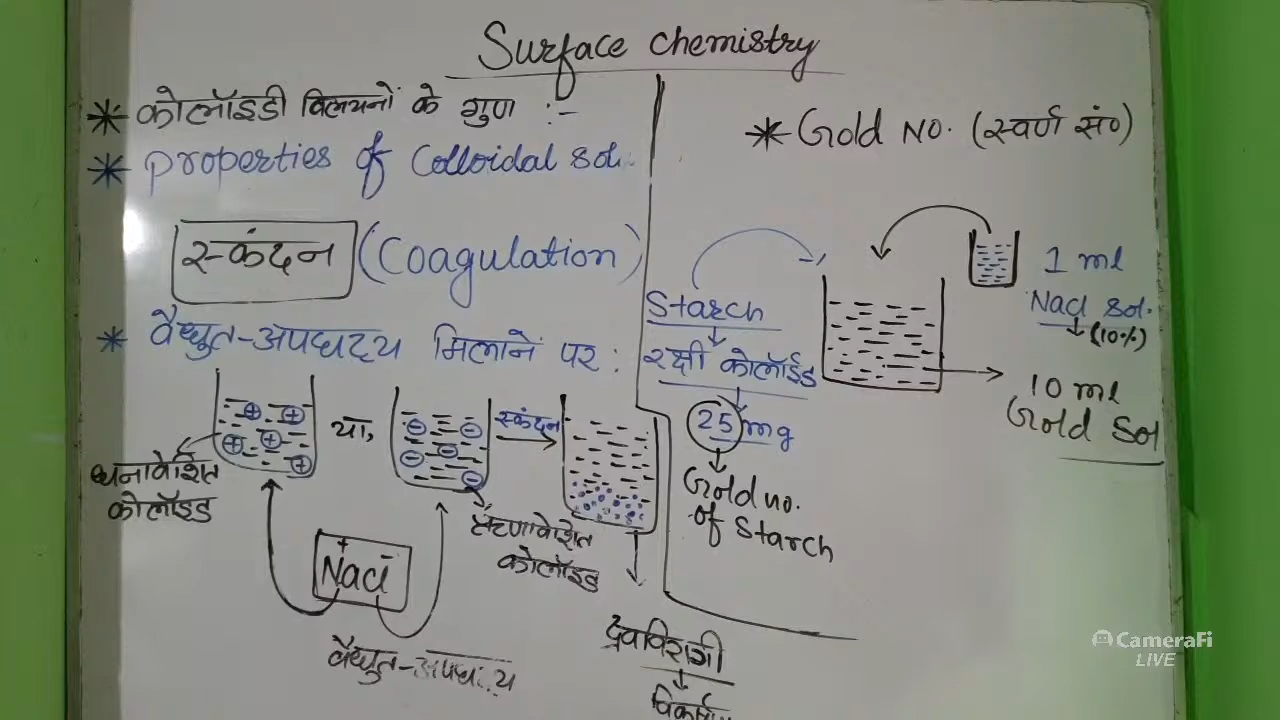 Surface chemistry
* कोलॉइडी विलयनों के गुण :-
* Properties of Colloidal sol.
स्कंदन (Coagulation)
* वैद्युत-अपघट्य मिलाने पर :
या,
स्कंदन
धनावेशित
कोलॉइड
ऋणावेशित
कोलॉइड
NaCl
वैद्युत-अपघट्य
द्रवविरागी
* Gold NO. (स्वर्ण सं०)
1 ml
NaCl sol.
(10%)
10 ml
Gold Sol
Starch
रक्षी कोलॉईड
25 mg
Gold no.
of Starch
CameraFi
LIVE